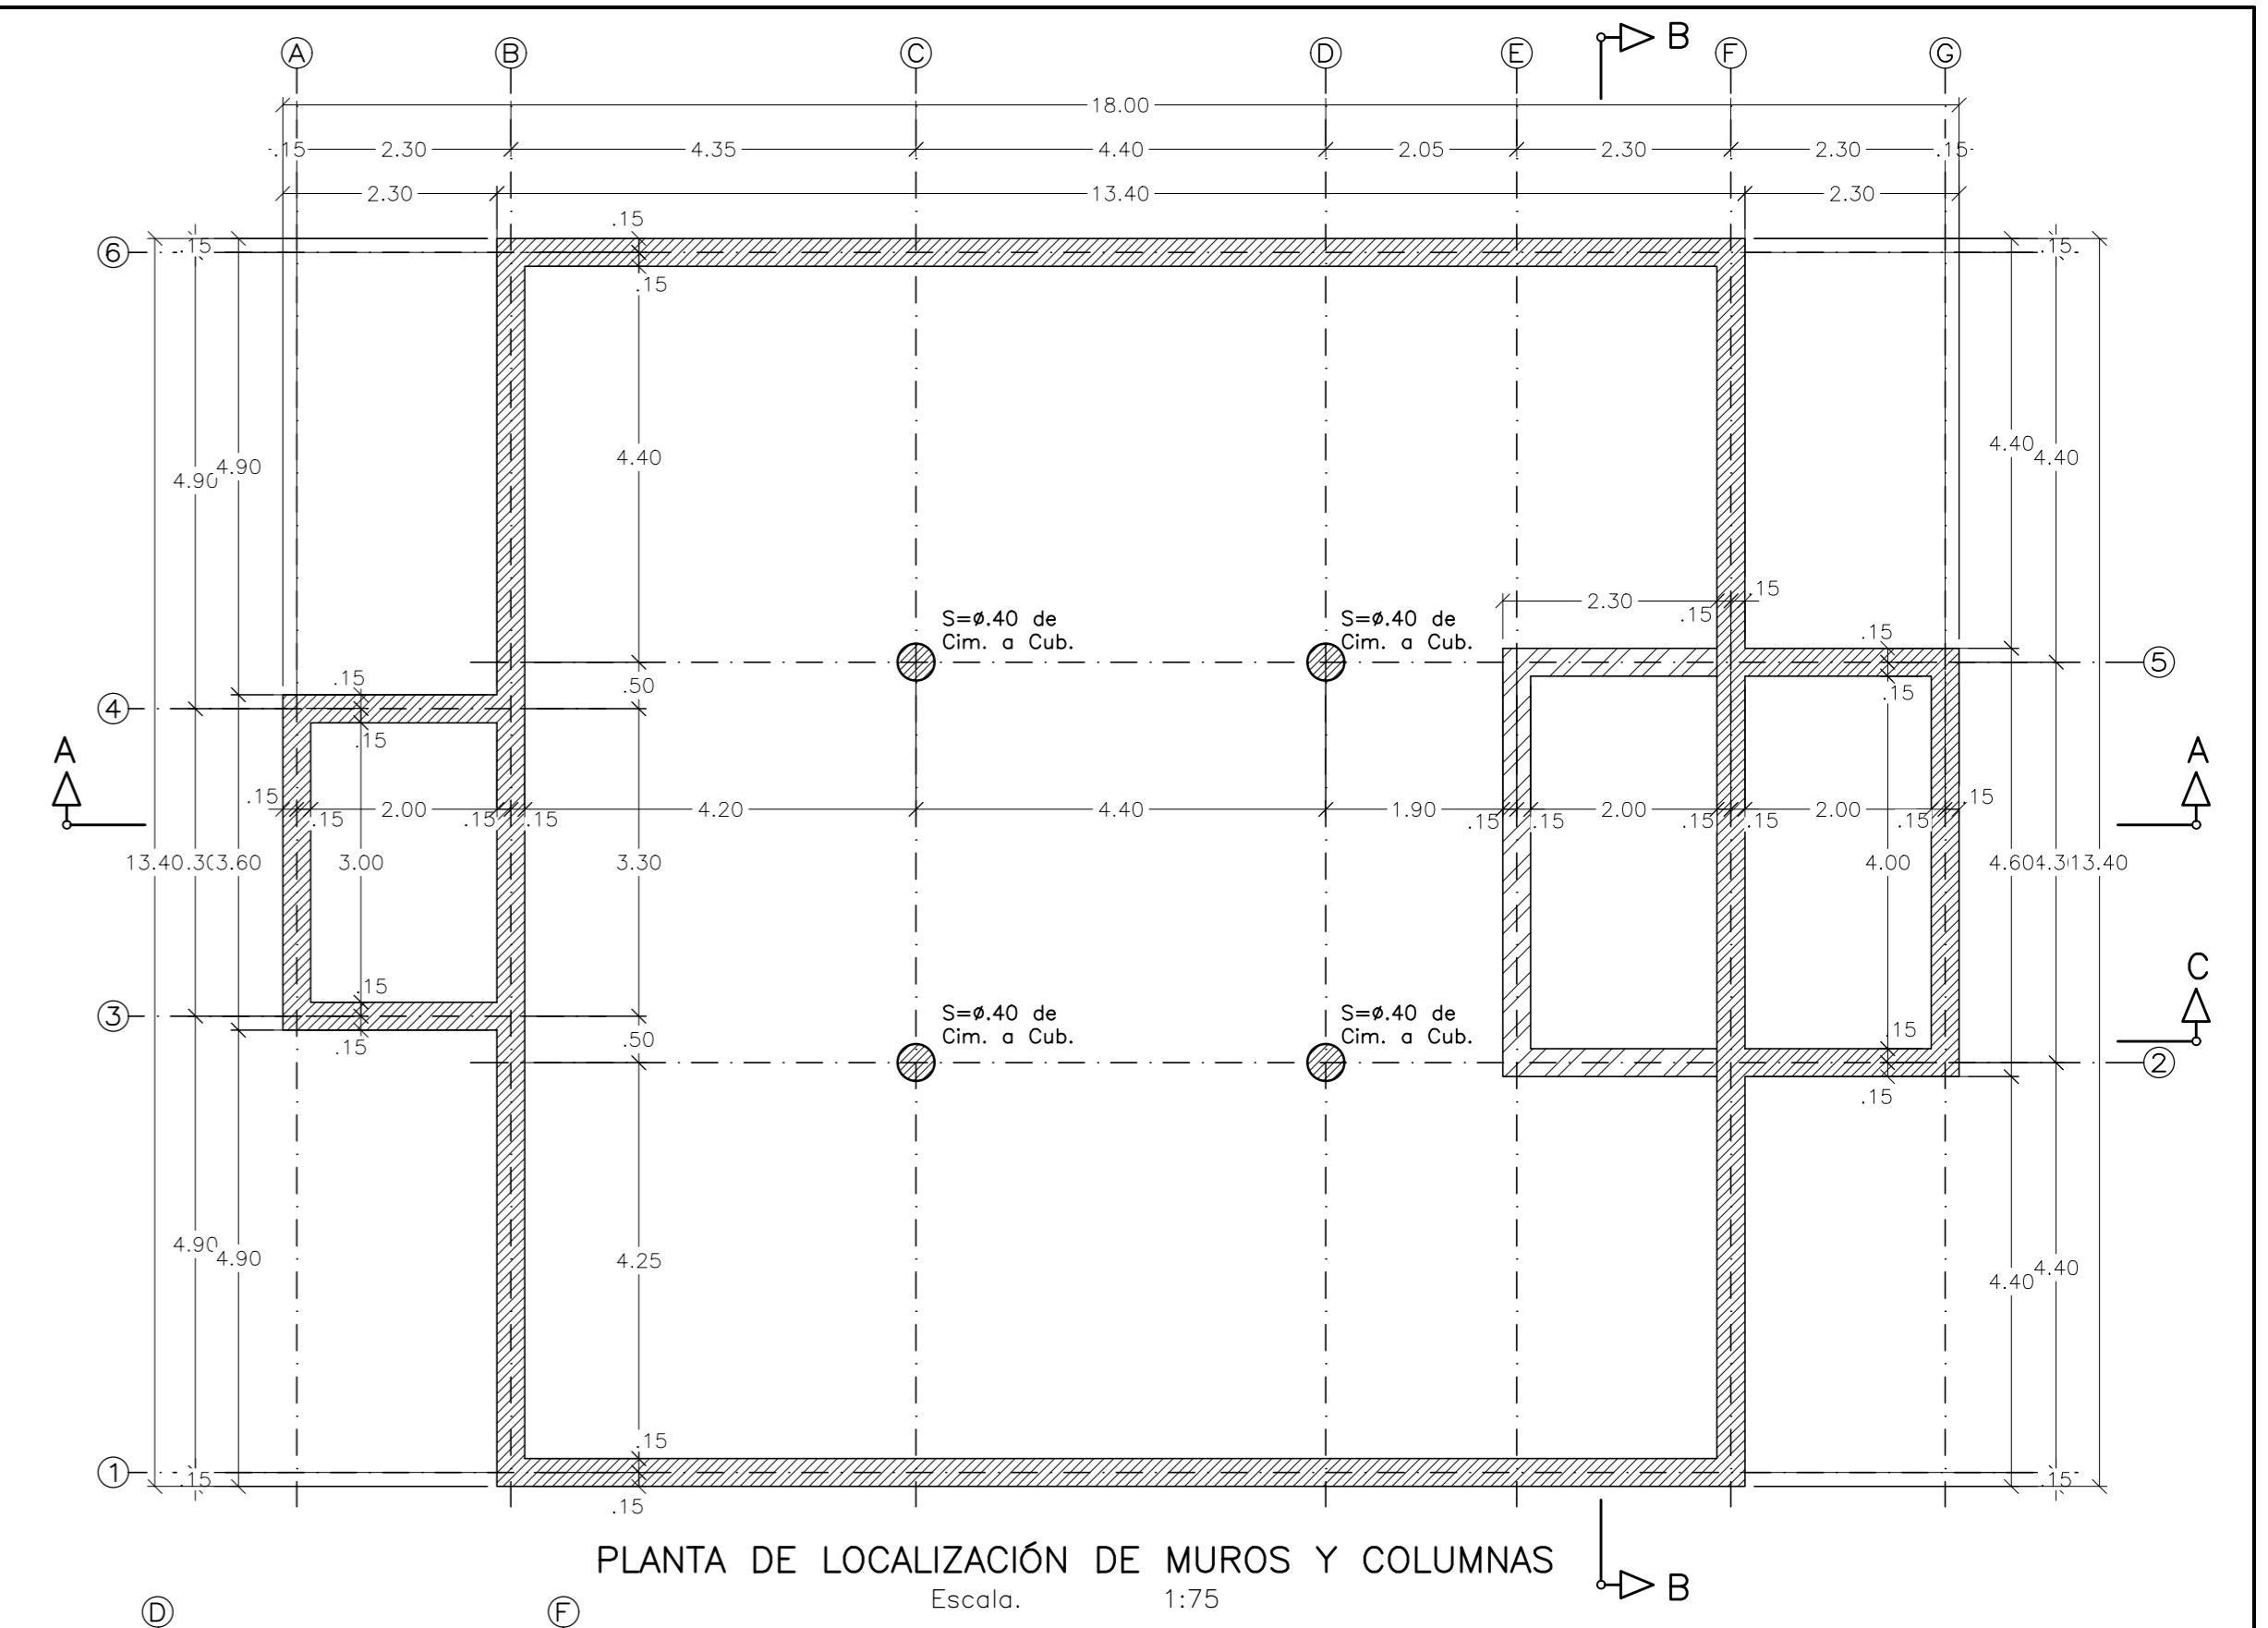 A B C D E F G
B
18.00
.15 2.30 4.35 4.40 2.05 2.30 2.30 .15
2.30 13.40 2.30
.15
6 .15 .15
.15
4.40 4.40
4.40
4.90 4.90
.15
2.30 .15
S=ø.40 de
Cim. a Cub.
S=ø.40 de
Cim. a Cub.
.15
5
.15 .50 .15
4
.15
A A
.15 .15 2.00 .15 .15 4.20 4.40 1.90 .15 .15 2.00 .15 .15 2.00 .15 .15
13.40 3.60 3.00 3.30 4.00 4.60 13.40
C
.15
3
.15
.50
S=ø.40 de
Cim. a Cub.
S=ø.40 de
Cim. a Cub.
.15
2
.15
4.90 4.90 4.25 4.40 4.40
.15
1 .15 .15
.15
PLANTA DE LOCALIZACIÓN DE MUROS Y COLUMNAS
Escala. 1:75
B
D F